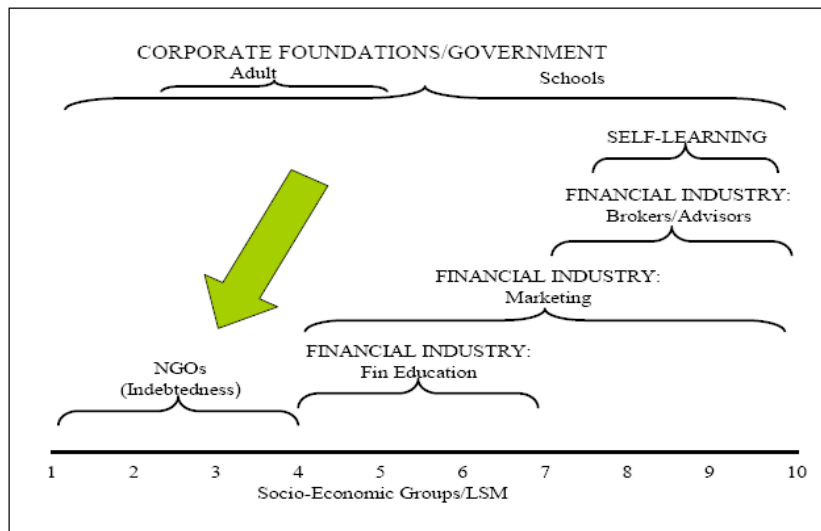 CORPORATE FOUNDATIONS/GOVERNMENT
Adult
Schools
SELF-LEARNING
FINANCIAL INDUSTRY:
Brokers/Advisors
FINANCIAL INDUSTRY:
Marketing
FINANCIAL INDUSTRY:
Fin Education
NGOs
(Indebtedness)
1 2 3 4 5 6 7 8 9 10
Socio-Economic Groups/LSM